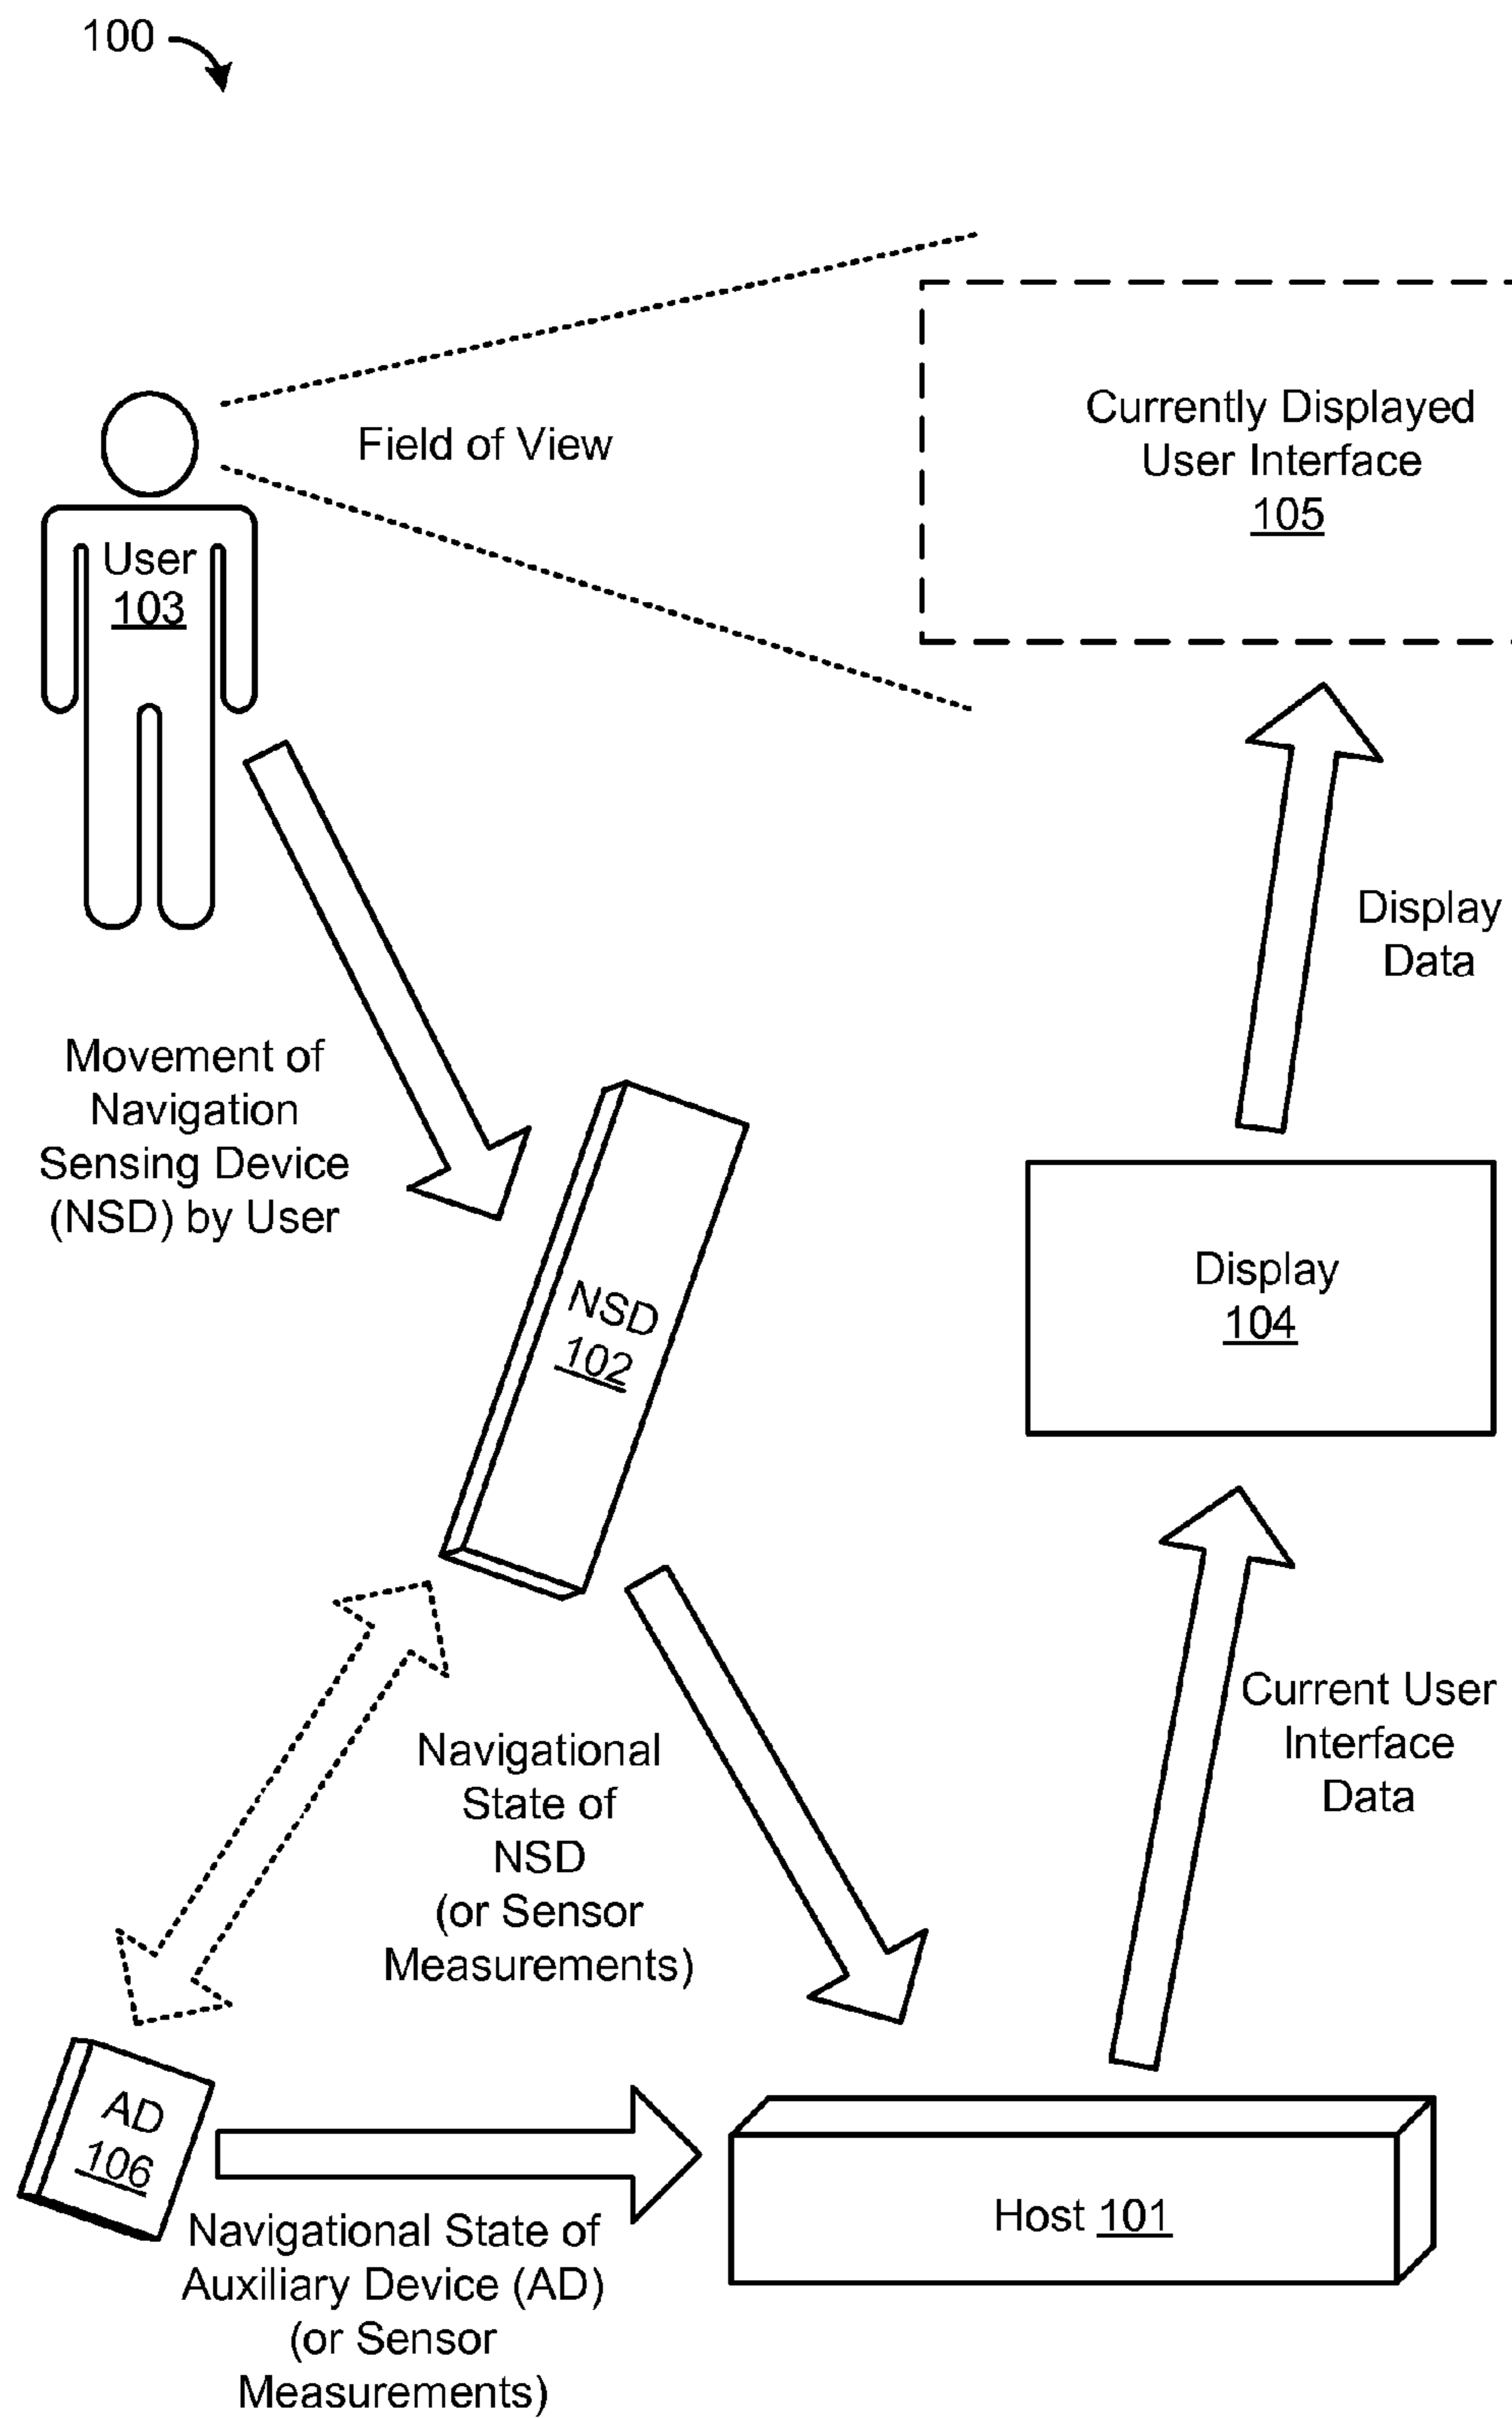 100
Currently Displayed
User Interface
105
Field of View
User
103
Display
Data
Movement of
Navigation
Sensing Device
(NSD) by User
NSD
102
Display
104
Current User
Interface
Data
Navigational
State of
NSD
(or Sensor
Measurements)
AD
106
Host 101
Navigational State of
Auxiliary Device (AD)
(or Sensor
Measurements)